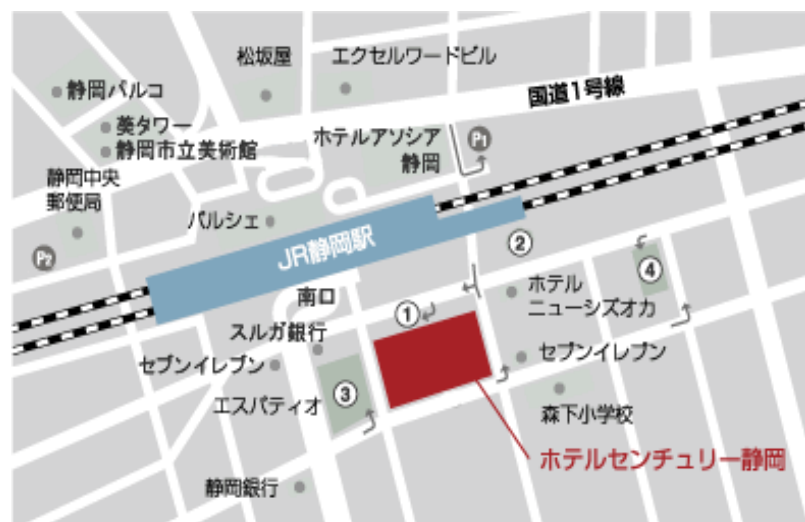 松坂屋
エクセルワードビル
国道1号線
静岡パルコ
葵タワー
静岡市立美術館
ホテルアソシア
静岡
P1
静岡中央
郵便局
パルシェ
P2
JR静岡駅
②
④
南口
①
ホテル
ニューシズオカ
スルガ銀行
セブンイレブン
セブンイレブン
エスパティオ
③
森下小学校
ホテルセンチュリー静岡
静岡銀行